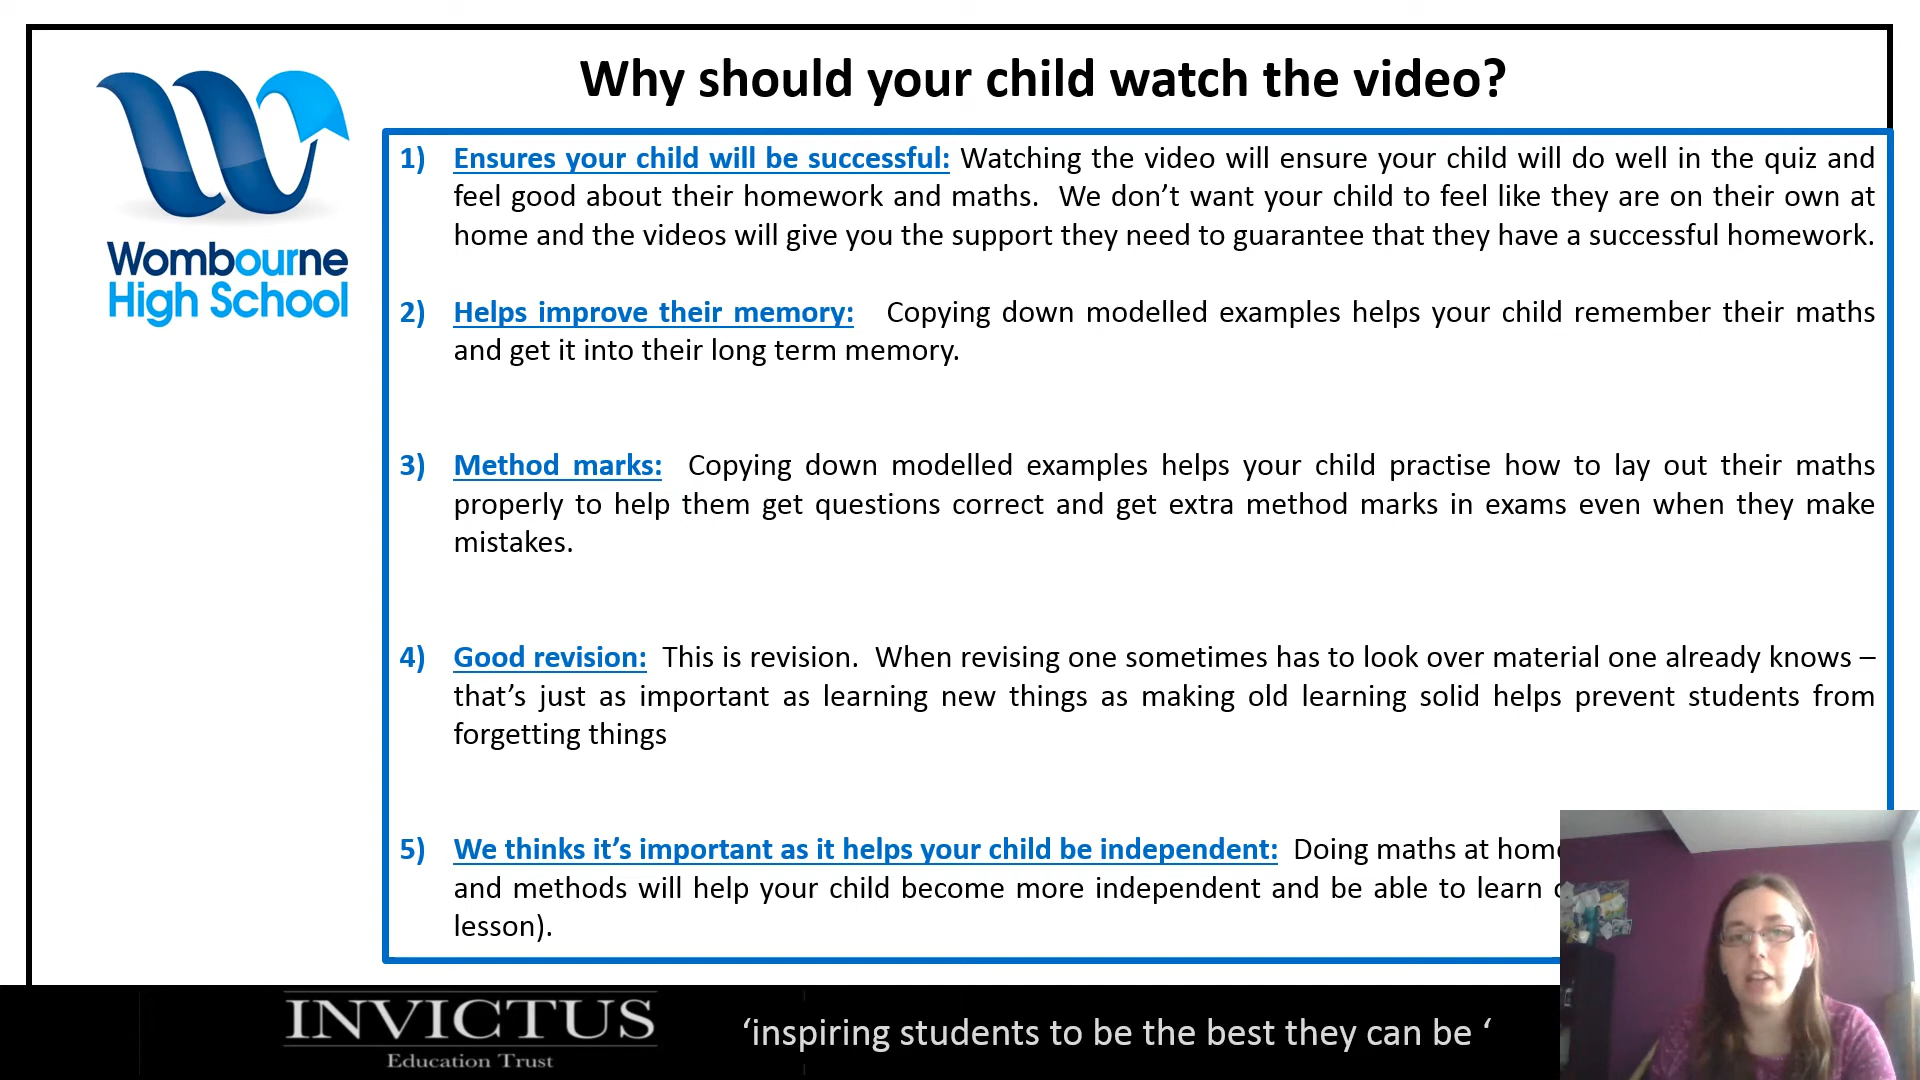 Why should your child watch the video?
Wombourne
High School
1) Ensures your child will be successful: Watching the video will ensure your child will do well in the quiz and
feel good about their homework and maths. We don’t want your child to feel like they are on their own at
home and the videos will give you the support they need to guarantee that they have a successful homework.
2) Helps improve their memory: Copying down modelled examples helps your child remember their maths
and get it into their long term memory.
3) Method marks: Copying down modelled examples helps your child practise how to lay out their maths
properly to help them get questions correct and get extra method marks in exams even when they make
mistakes.
4) Good revision: This is revision. When revising one sometimes has to look over material one already knows –
that’s just as important as learning new things as making old learning solid helps prevent students from
forgetting things
5) We thinks it’s important as it helps your child be independent: Doing maths at
and methods will help your child become more independent and be able to learn
lesson).
INVICTUS
Education Trust
‘inspiring students to be the best they can be ‘